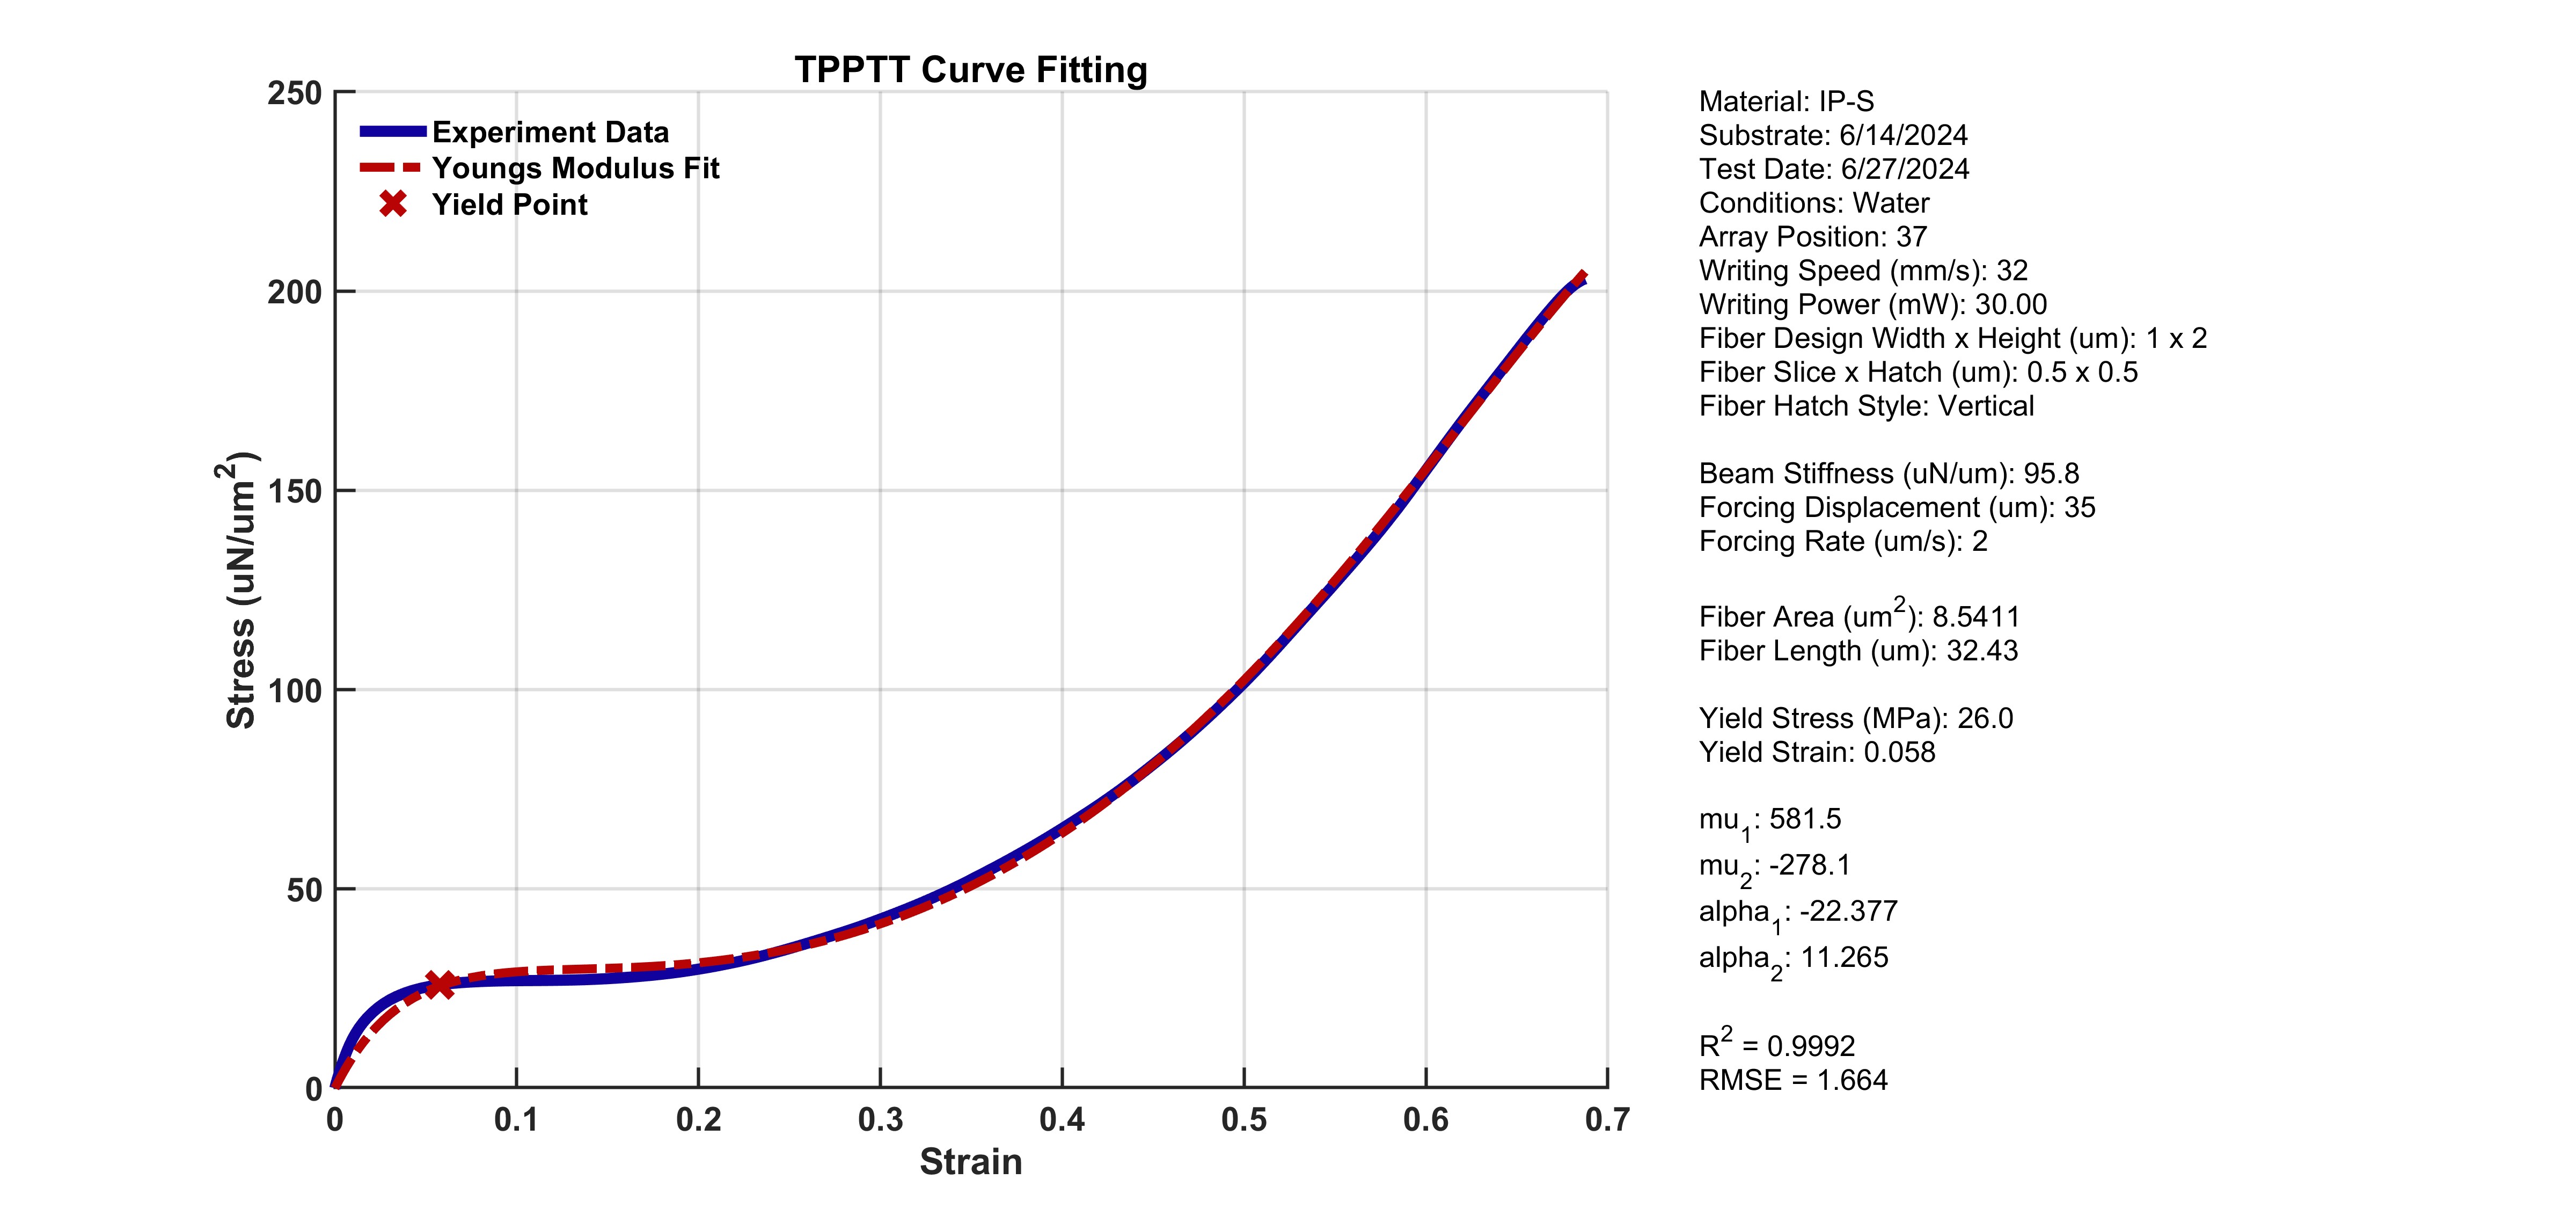 TPPTT Curve Fitting
250
200
150
100
50
0
Stress (uN/um²)
Experiment Data
Youngs Modulus Fit
Yield Point
0
0.1
0.2
0.3
0.4
0.5
0.6
0.7
Strain
Material: IP-S
Substrate: 6/14/2024
Test Date: 6/27/2024
Conditions: Water
Array Position: 37
Writing Speed (mm/s): 32
Writing Power (mW): 30.00
Fiber Design Width x Height (um): 1 x 2
Fiber Slice x Hatch (um): 0.5 x 0.5
Fiber Hatch Style: Vertical
Beam Stiffness (uN/um): 95.8
Forcing Displacement (um): 35
Forcing Rate (um/s): 2
Fiber Area (um²): 8.5411
Fiber Length (um): 32.43
Yield Stress (MPa): 26.0
Yield Strain: 0.058
mu₁: 581.5
mu₂: -278.1
alpha₁: -22.377
alpha₂: 11.265
R² = 0.9992
RMSE = 1.664